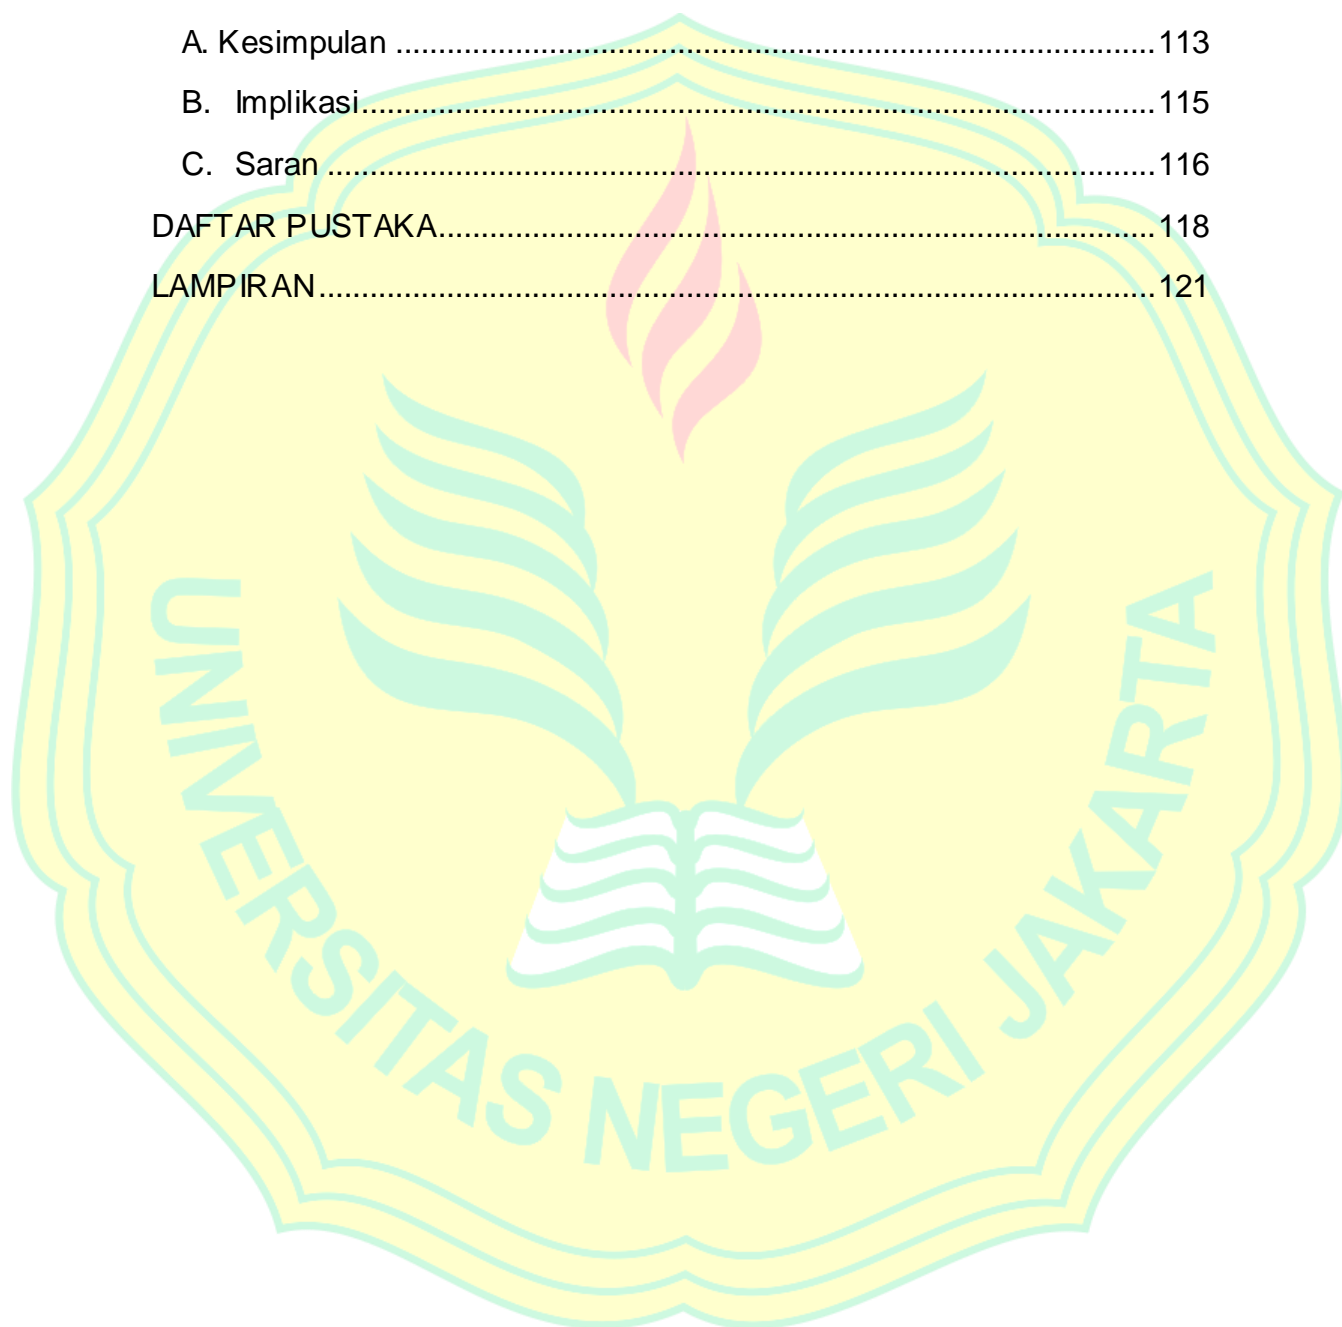 A. Kesimpulan ........................................................................................ 113
B. Implikasi............................................................................................ 115
C. Saran ................................................................................................ 116
DAFTAR PUSTAKA................................................................................... 118
LAMPIRAN................................................................................................. 121
UNIVERSITAS NEGERI JAKARTA